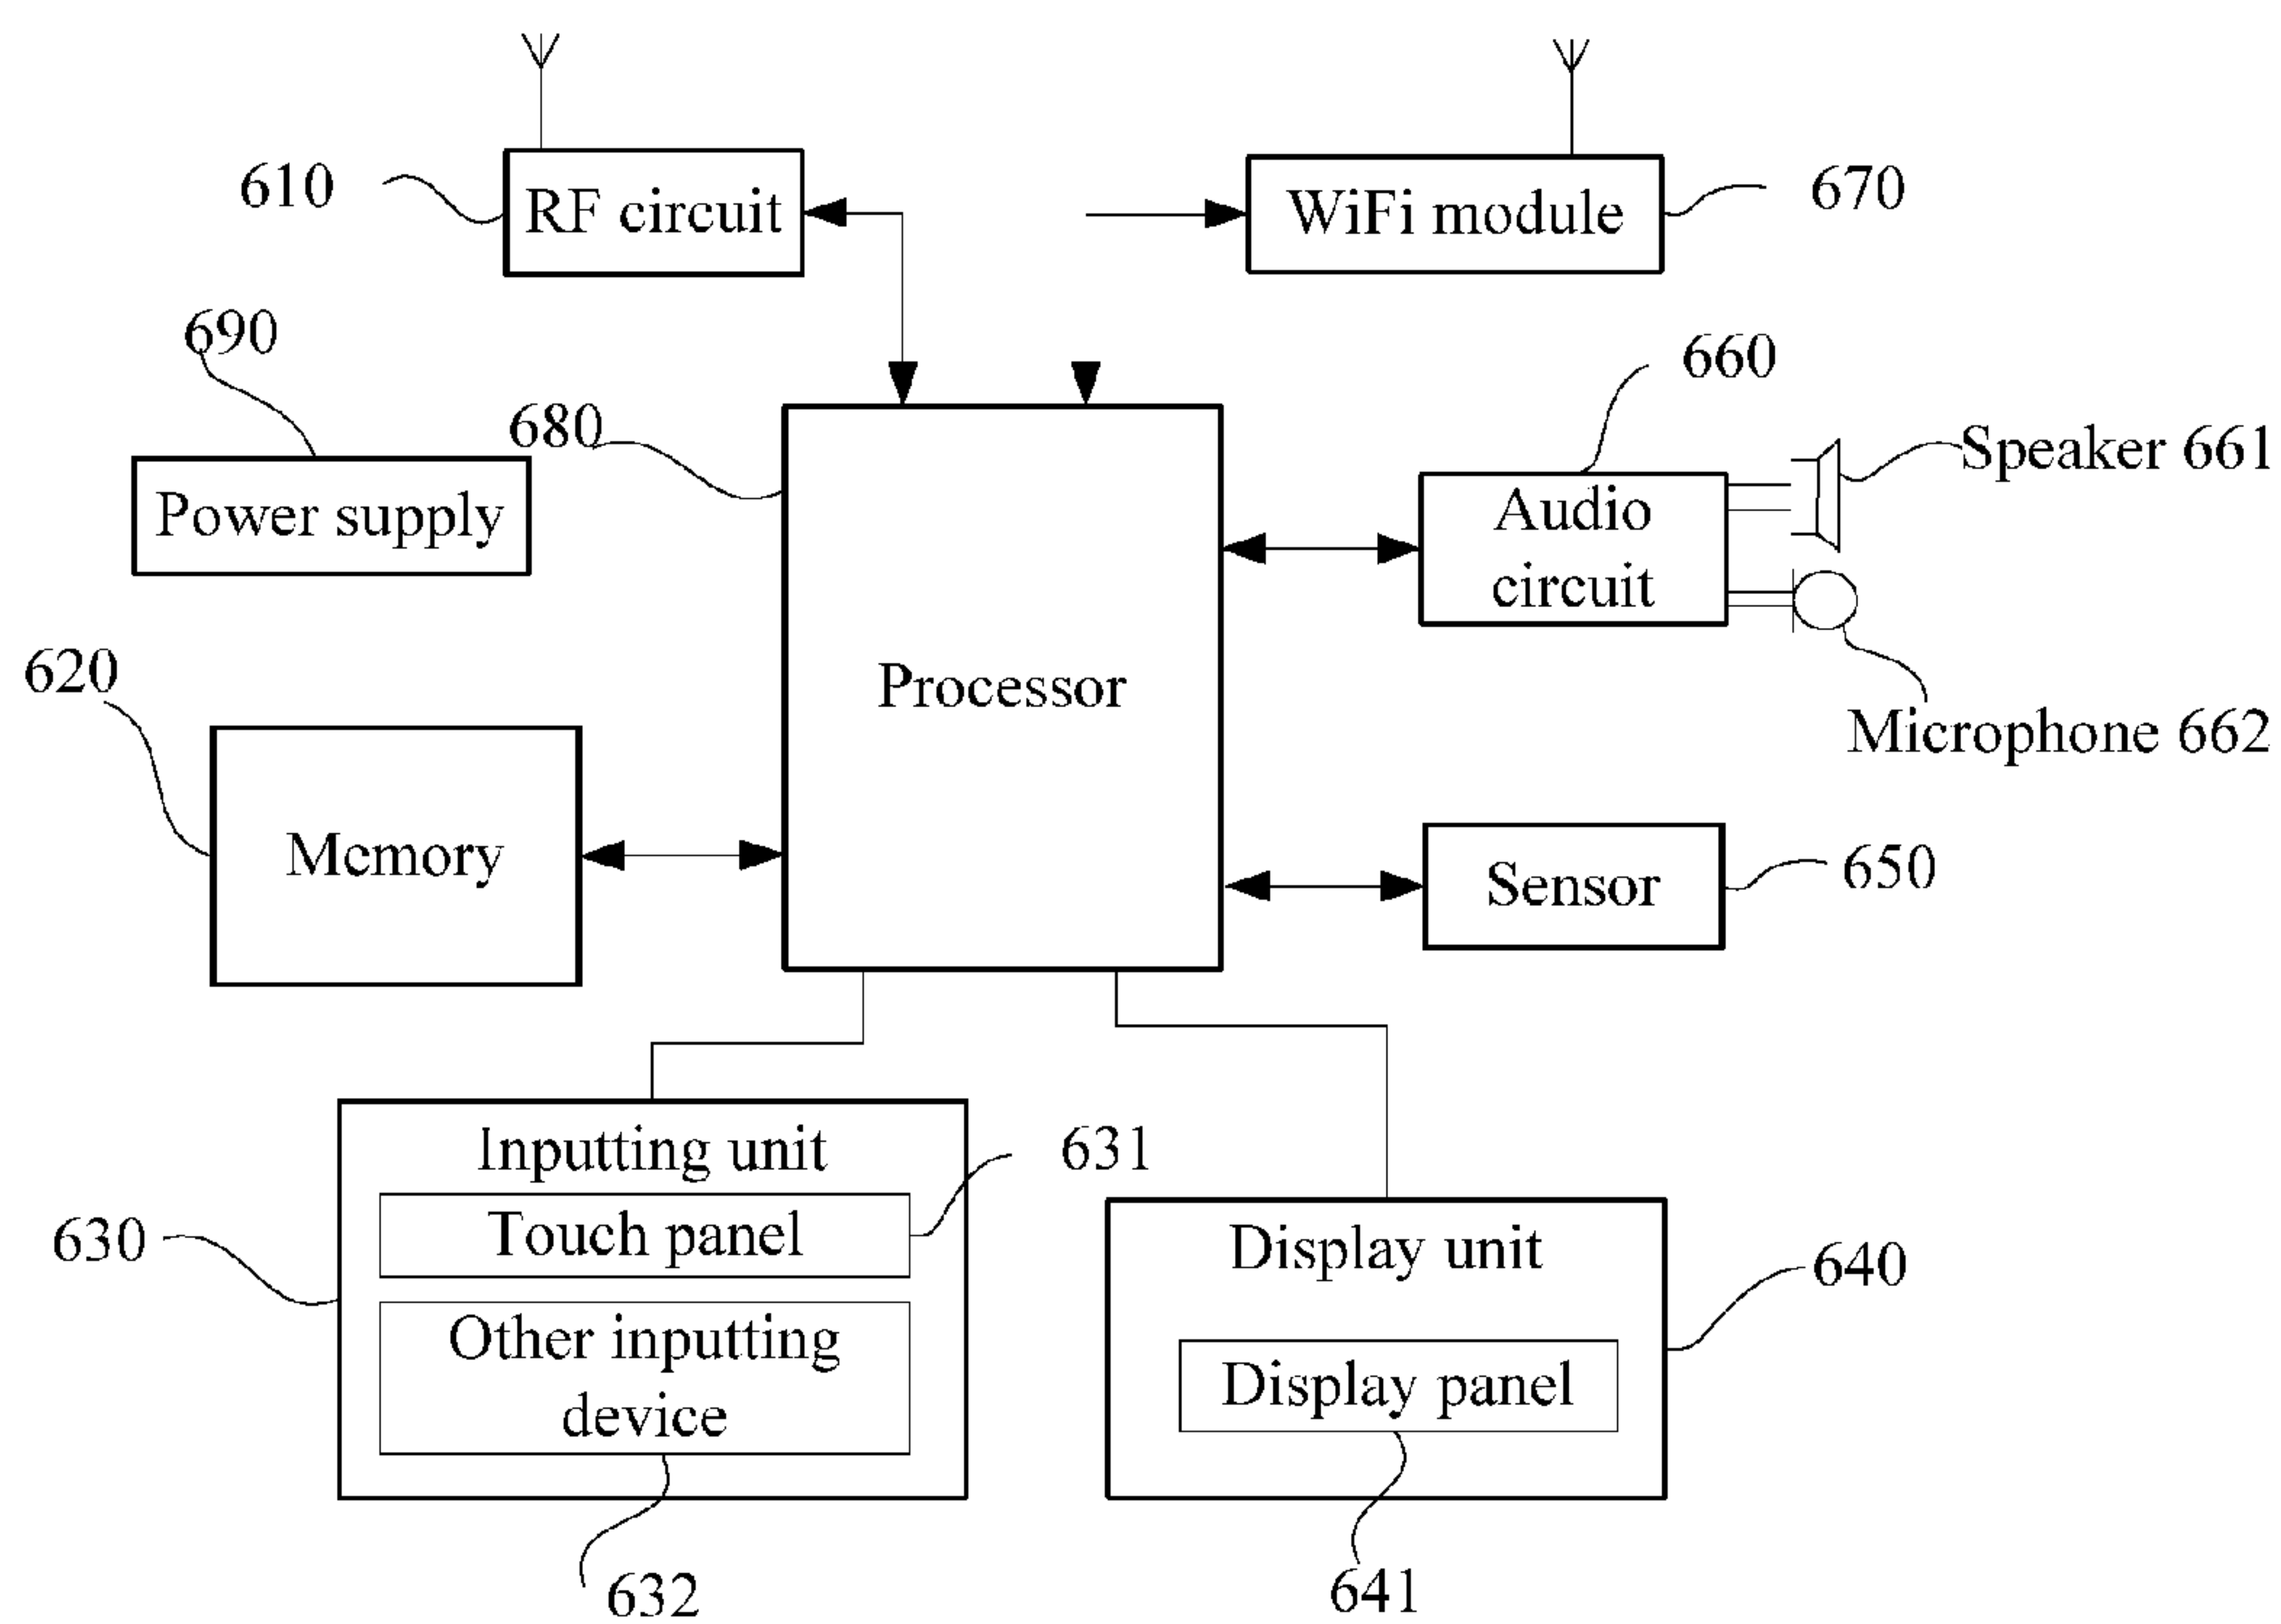 610
RF circuit
WiFi module
670
690
680
660
Power supply
Audio
circuit
Speaker 661
Processor
620
Microphone 662
Memory
Sensor
650
Inputting unit
631
630
Touch panel
Other inputting
device
632
Display unit
640
Display panel
641